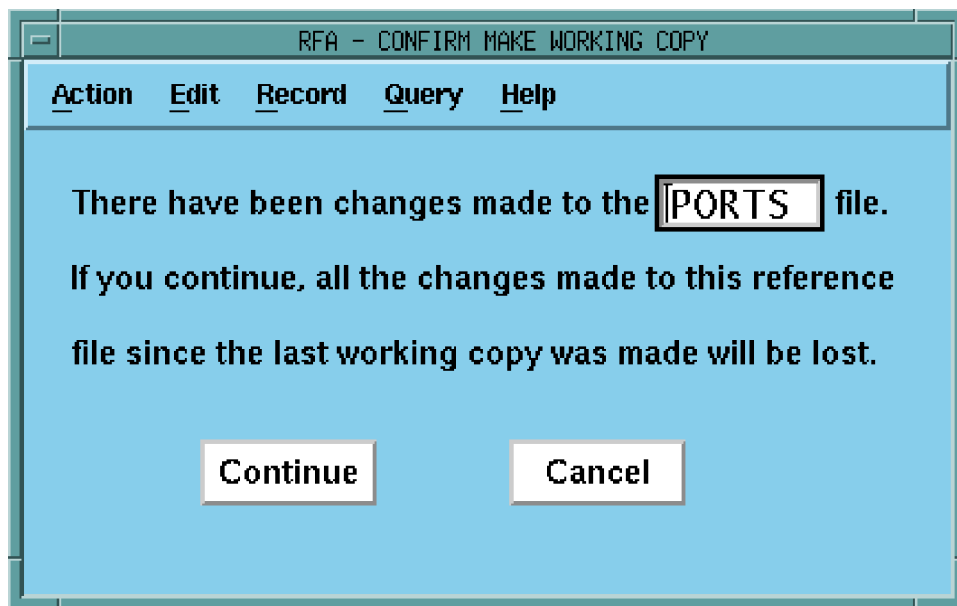 RFA - CONFIRM MAKE WORKING COPY
Action Edit Record Query Help
There have been changes made to the PORTS file.
If you continue, all the changes made to this reference
file since the last working copy was made will be lost.
Continue Cancel